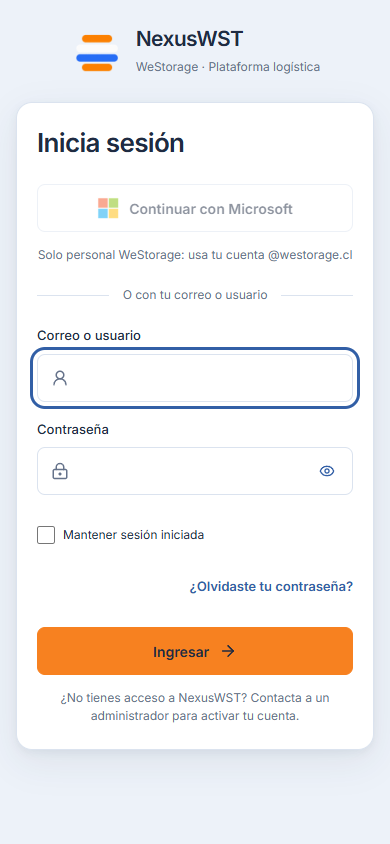 NexusWST
WeStorage · Plataforma logística
Inicia sesión
Continuar con Microsoft
Solo personal WeStorage: usa tu cuenta @westorage.cl
O con tu correo o usuario
Correo o usuario
Contraseña
Mantener sesión iniciada
¿Olvidaste tu contraseña?
Ingresar
¿No tienes acceso a NexusWST? Contacta a un
administrador para activar tu cuenta.